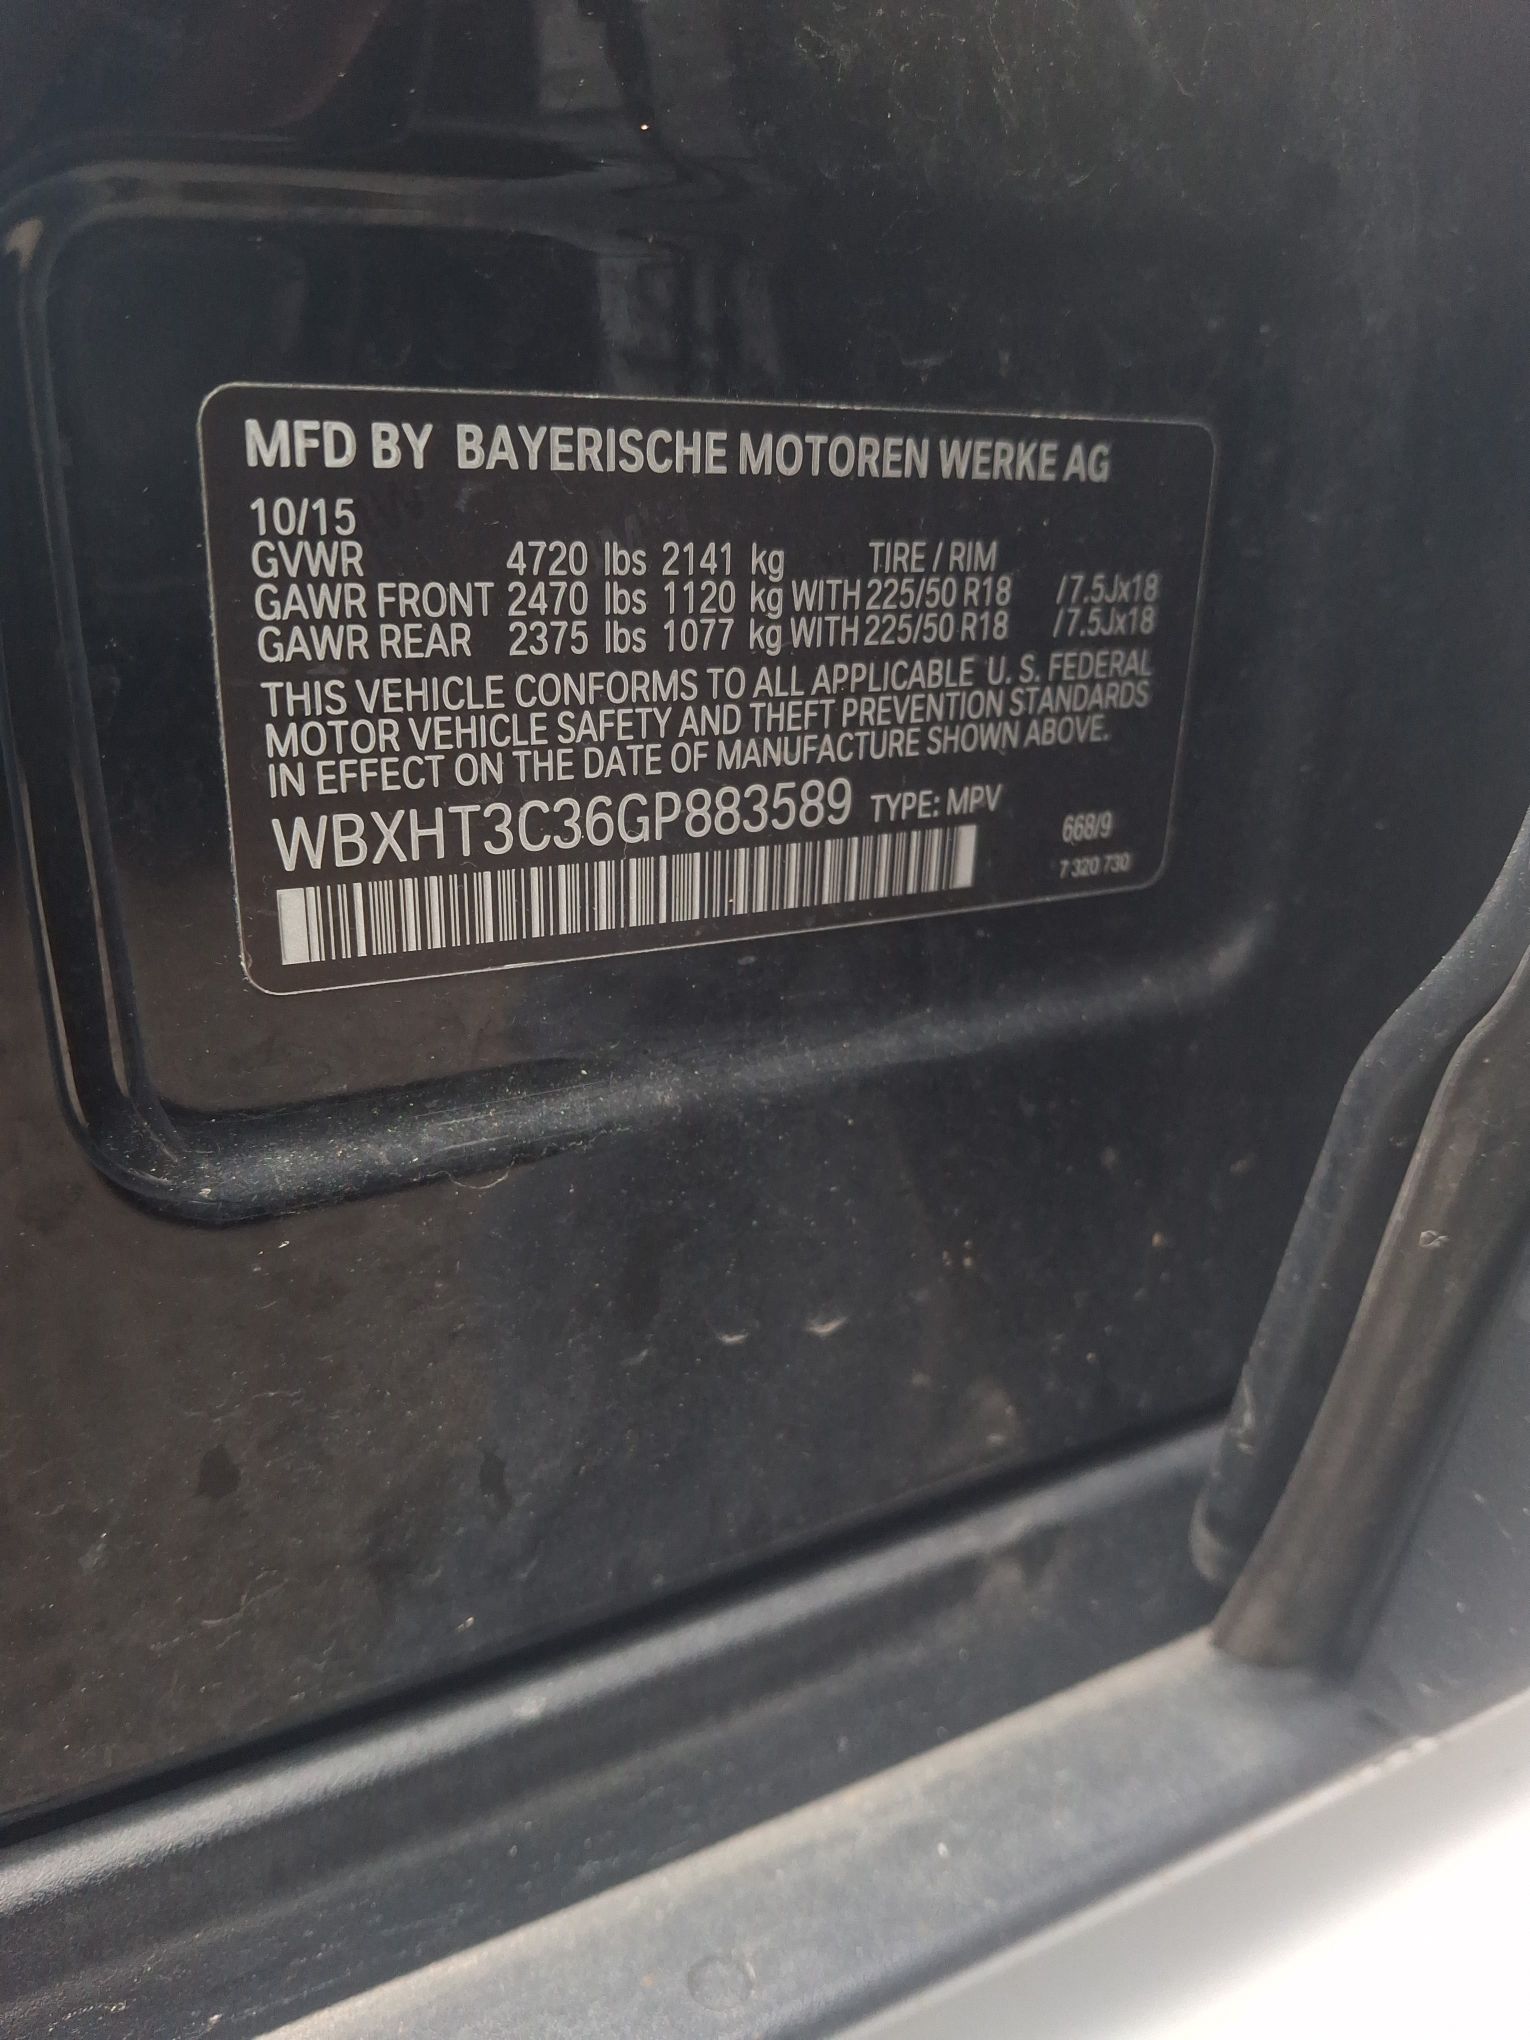 MFD BY BAYERISCHE MOTOREN WERKE AG
10/15
GVWR 4720 lbs 2141 kg TIRE / RIM
GAWR FRONT 2470 lbs 1120 kg WITH 225/50 R18 /7.5Jx18
GAWR REAR 2375 lbs 1077 kg WITH 225/50 R18 /7.5Jx18
THIS VEHICLE CONFORMS TO ALL APPLICABLE U. S. FEDERAL
MOTOR VEHICLE SAFETY AND THEFT PREVENTION STANDARDS
IN EFFECT ON THE DATE OF MANUFACTURE SHOWN ABOVE.
WBXHT3C36GP883589 TYPE: MPV
668/9
7 320 730